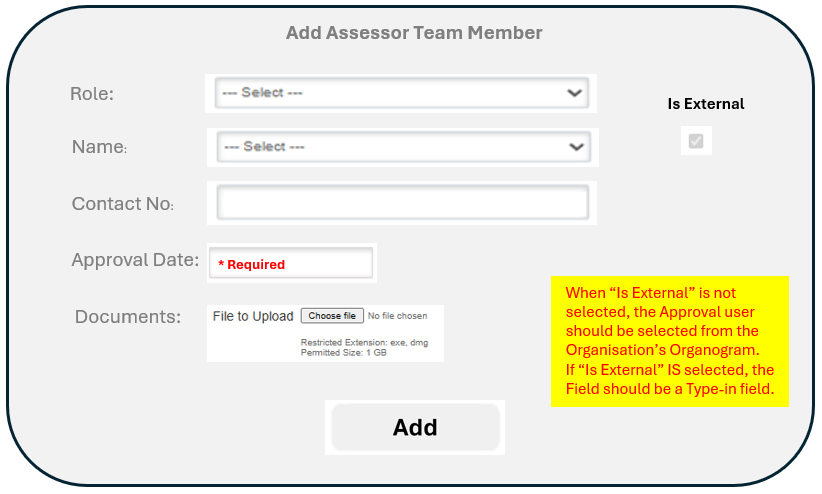 Add Assessor Team Member
Role:
--- Select ---
Is External
Name:
--- Select ---
Contact No:
Approval Date:
* Required
Documents:
File to Upload Choose file No file chosen
Restricted Extension: exe, dmg
Permitted Size: 1 GB
When “Is External” is not
selected, the Approval user
should be selected from the
Organisation’s Organogram.
If “Is External” IS selected, the
Field should be a Type-in field.
Add